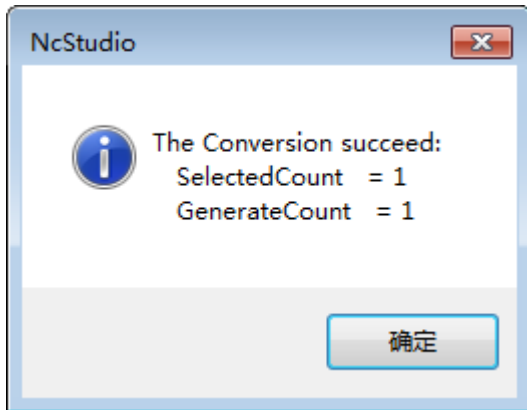 NcStudio
The Conversion succeed:
SelectedCount = 1
GenerateCount = 1
确定